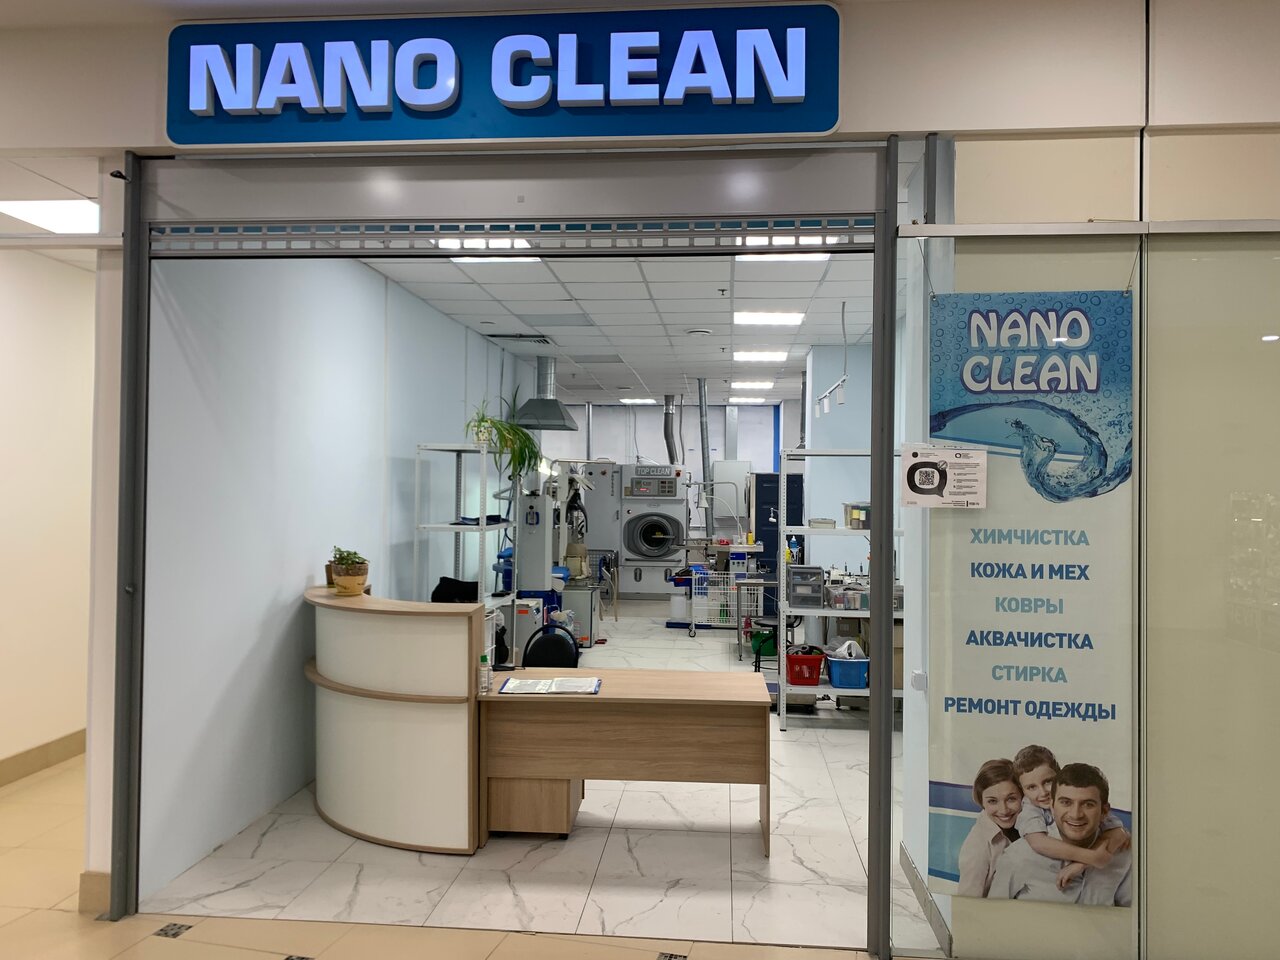 NANO CLEAN
TOP CLEAN
NANO
CLEAN
ХИМЧИСТКА
КОЖА И МЕХ
КОВРЫ
АКВАЧИСТКА
СТИРКА
РЕМОНТ ОДЕЖДЫ